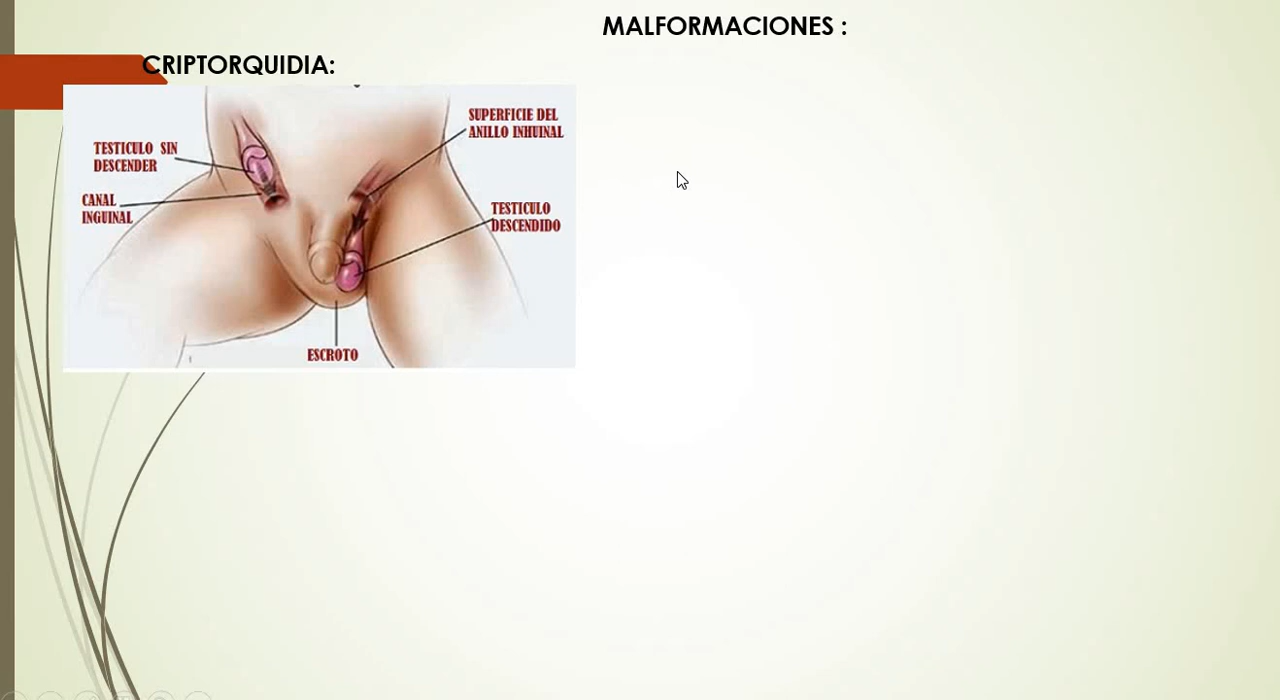 MALFORMACIONES :
CRIPTORQUIDIA:
SUPERFICIE DEL
ANILLO INHUINAL
TESTICULO SIN
DESCENDER
CANAL
INGUINAL
TESTICULO
DESCENDIDO
ESCROTO